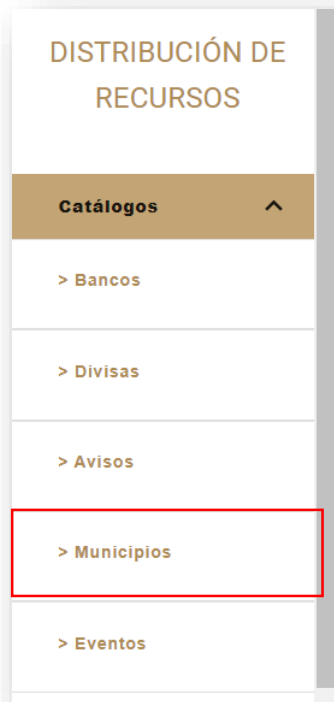 DISTRIBUCIÓN DE
RECURSOS
Catálogos
> Bancos
> Divisas
> Avisos
> Municipios
> Eventos